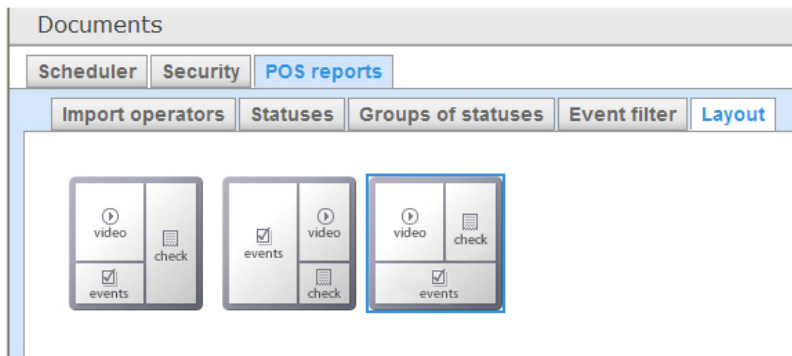 Documents
Scheduler Security POS reports
Import operators Statuses Groups of statuses Event filter Layout
video check events
events video check
video check events